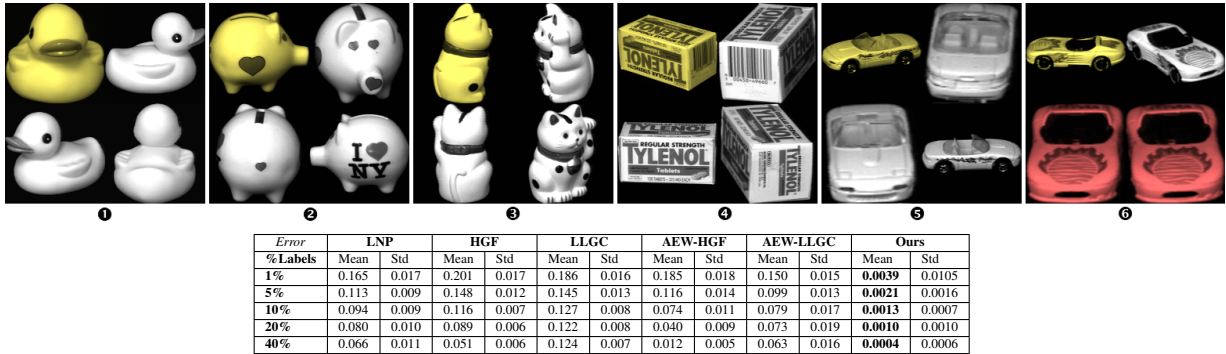 I ❤
NY
TYLENOL
TYLENOL
REGULAR STRENGTH
TYLENOL
Tablets
TYLENOL
❶ ❷ ❸ ❹ ❺ ❻
Error LNP HGF LLGC AEW-HGF AEW-LLGC Ours
%Labels Mean Std Mean Std Mean Std Mean Std Mean Std Mean Std
1% 0.165 0.017 0.201 0.017 0.186 0.016 0.185 0.018 0.150 0.015 0.0039 0.0105
5% 0.113 0.009 0.148 0.012 0.145 0.013 0.116 0.014 0.099 0.013 0.0021 0.0016
10% 0.094 0.009 0.116 0.007 0.127 0.008 0.074 0.011 0.079 0.017 0.0013 0.0007
20% 0.080 0.010 0.089 0.006 0.122 0.008 0.040 0.009 0.073 0.019 0.0010 0.0010
40% 0.066 0.011 0.051 0.006 0.124 0.007 0.012 0.005 0.063 0.016 0.0004 0.0006